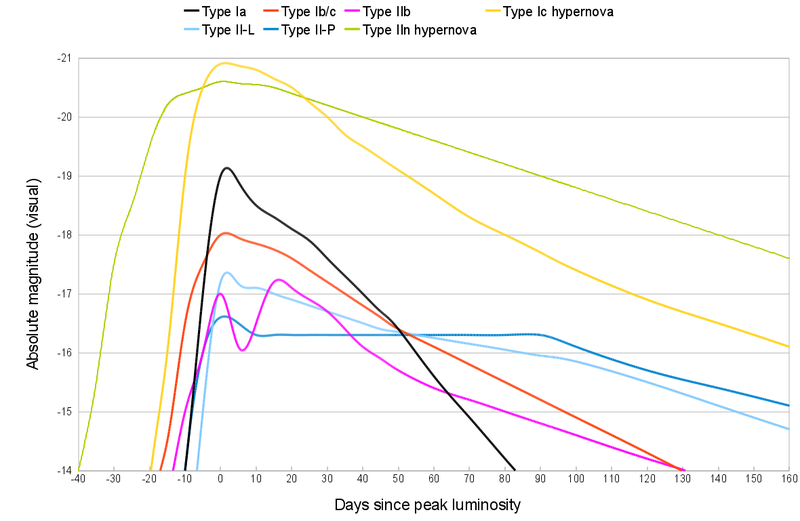 Type Ia Type Ib/c Type IIb Type Ic hypernova
Type II-L Type II-P Type IIn hypernova
-21
-20
-19
-18
-17
-16
-15
-14
Absolute magnitude (visual)
-40 -30 -20 -10 0 10 20 30 40 50 60 70 80 90 100 110 120 130 140 150 160
Days since peak luminosity